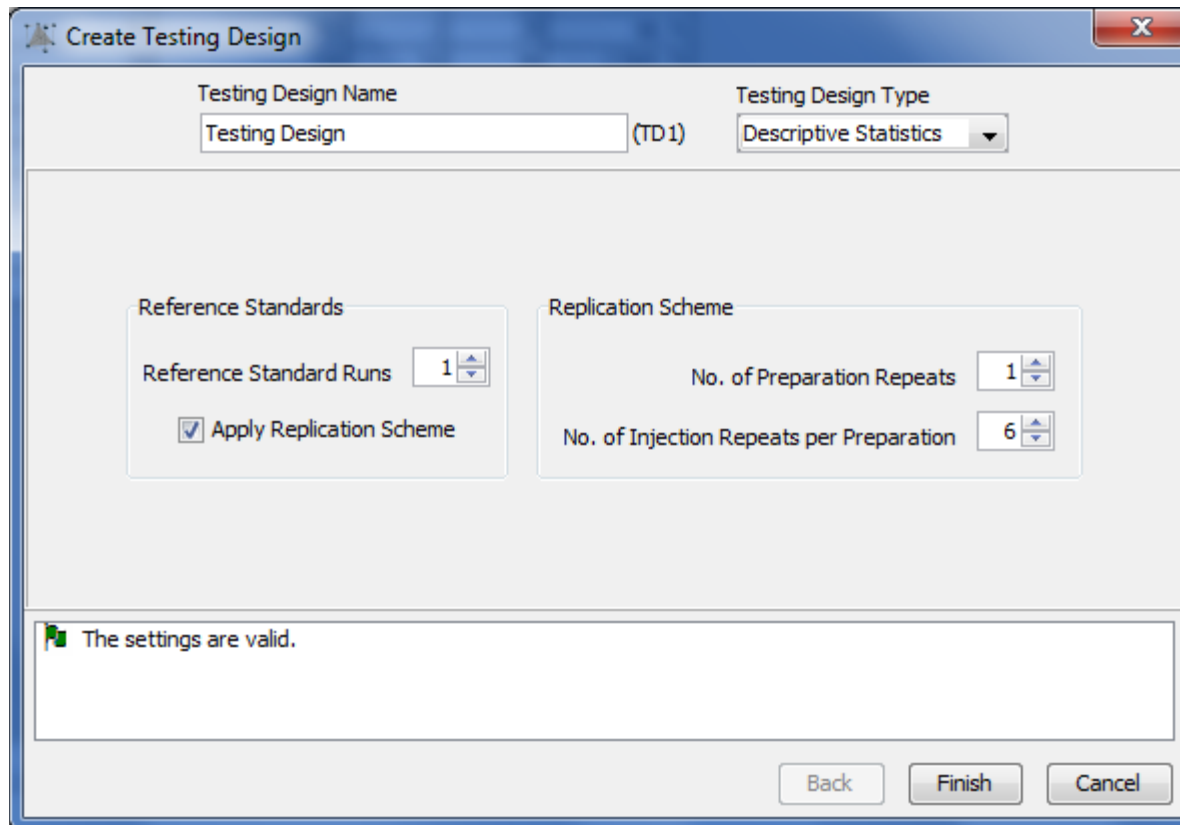 Create Testing Design
Testing Design Name
Testing Design Type
Testing Design (TD1)
Descriptive Statistics
Reference Standards
Reference Standard Runs 1
Apply Replication Scheme
Replication Scheme
No. of Preparation Repeats 1
No. of Injection Repeats per Preparation 6
The settings are valid.
Back Finish Cancel